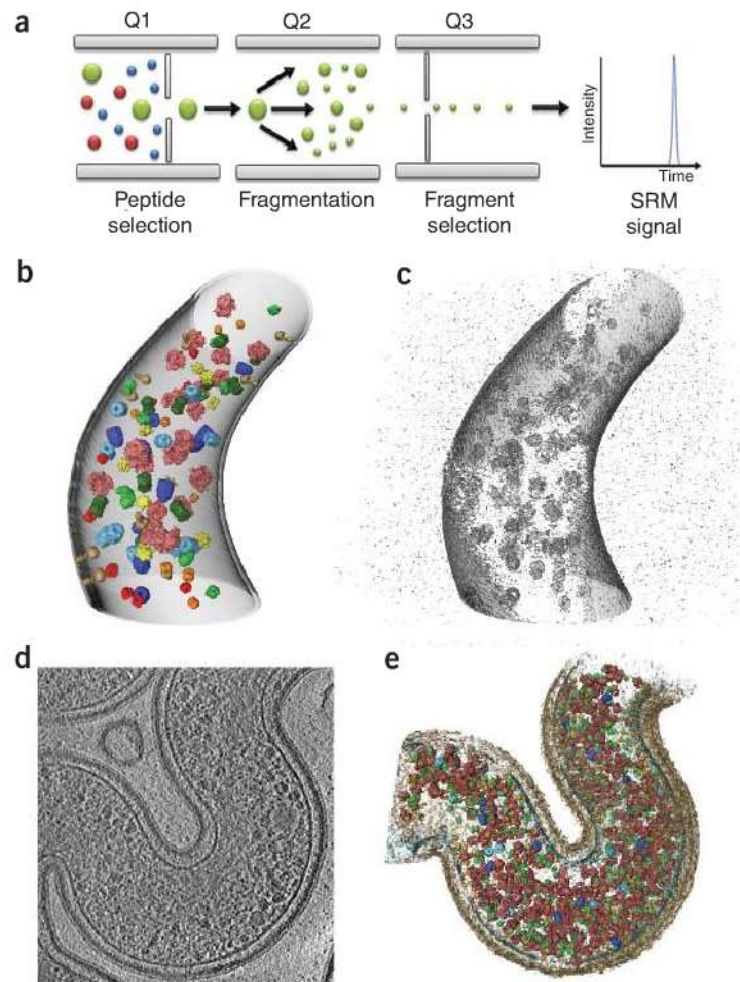 a
Q1 Q2 Q3
Intensity
Time
Peptide selection
Fragmentation
Fragment selection
SRM signal
b
c
d
e